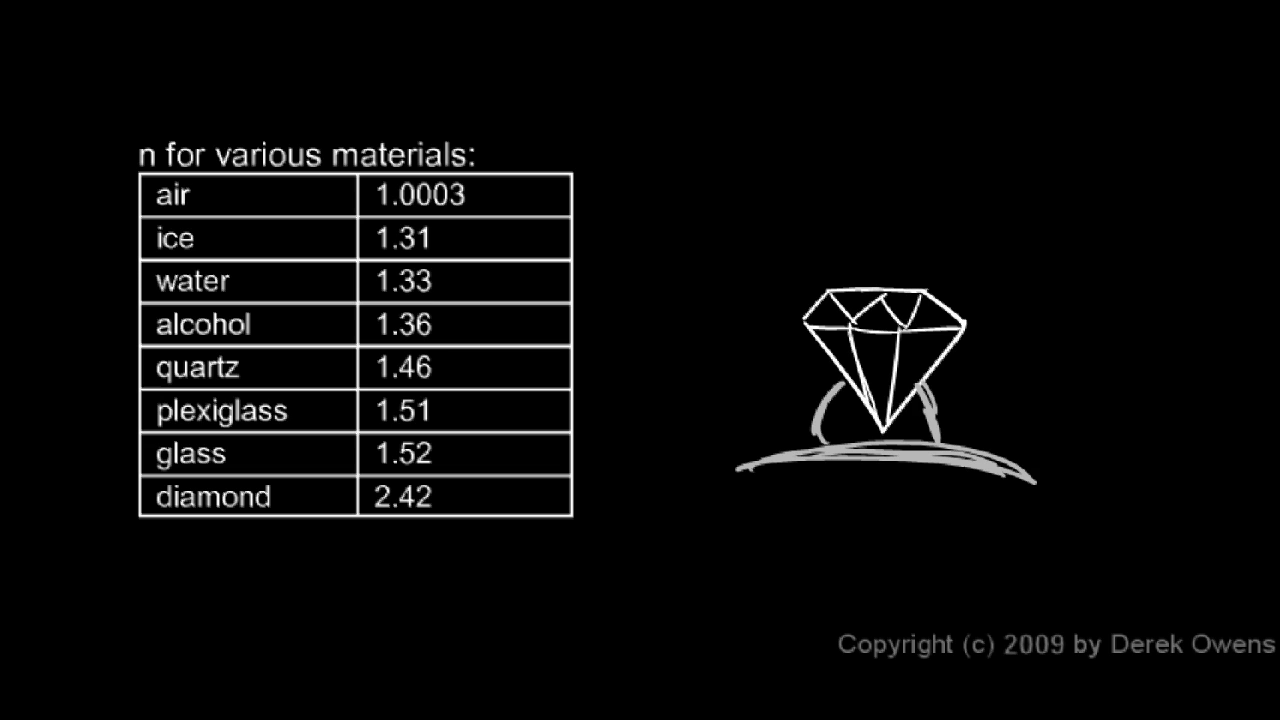 n for various materials:
air 1.0003
ice 1.31
water 1.33
alcohol 1.36
quartz 1.46
plexiglass 1.51
glass 1.52
diamond 2.42
Copyright (c) 2009 by Derek Owens